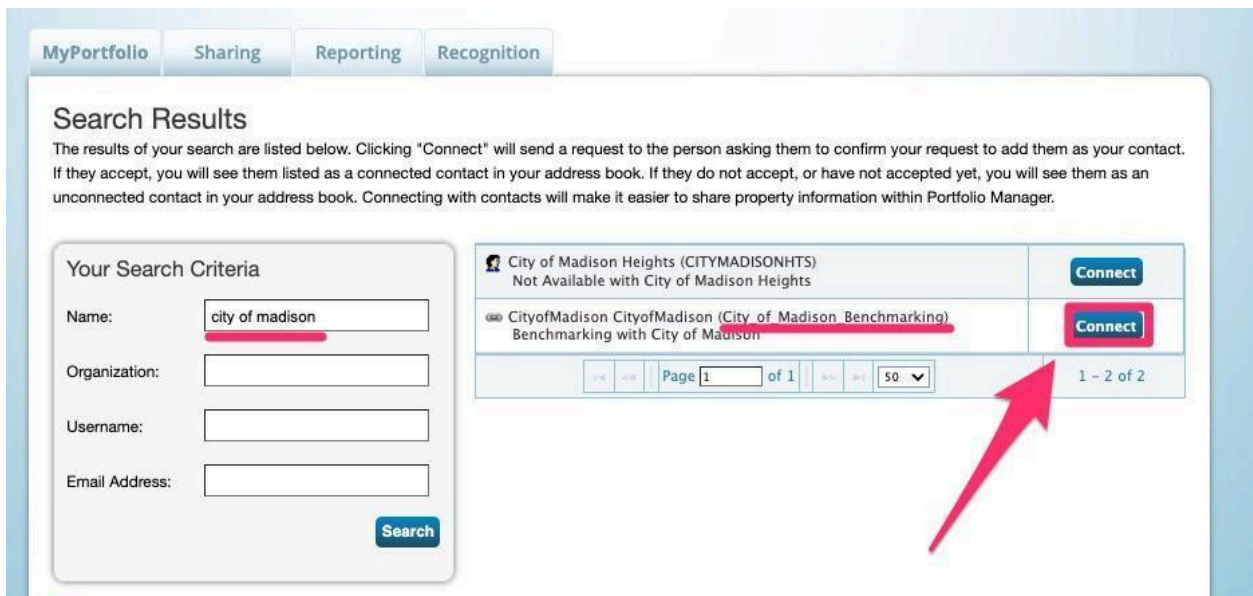 MyPortfolio Sharing Reporting Recognition
Search Results
The results of your search are listed below. Clicking "Connect" will send a request to the person asking them to confirm your request to add them as your contact.
If they accept, you will see them listed as a connected contact in your address book. If they do not accept, or have not accepted yet, you will see them as an
unconnected contact in your address book. Connecting with contacts will make it easier to share property information within Portfolio Manager.
Your Search Criteria
Name: city of madison
Organization:
Username:
Email Address:
Search
City of Madison Heights (CITYMADISONHTS)
Not Available with City of Madison Heights
Connect
CityofMadison CityofMadison (City_of_Madison_Benchmarking)
Benchmarking with City of Madison
Connect
Page 1 of 1 50 1 - 2 of 2